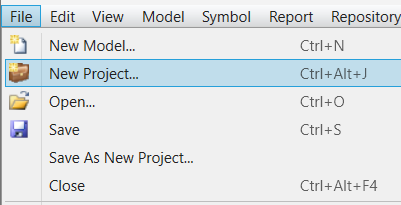 File Edit View Model Symbol Report Repository
New Model... Ctrl+N
New Project... Ctrl+Alt+J
Open... Ctrl+O
Save Ctrl+S
Save As New Project...
Close Ctrl+Alt+F4